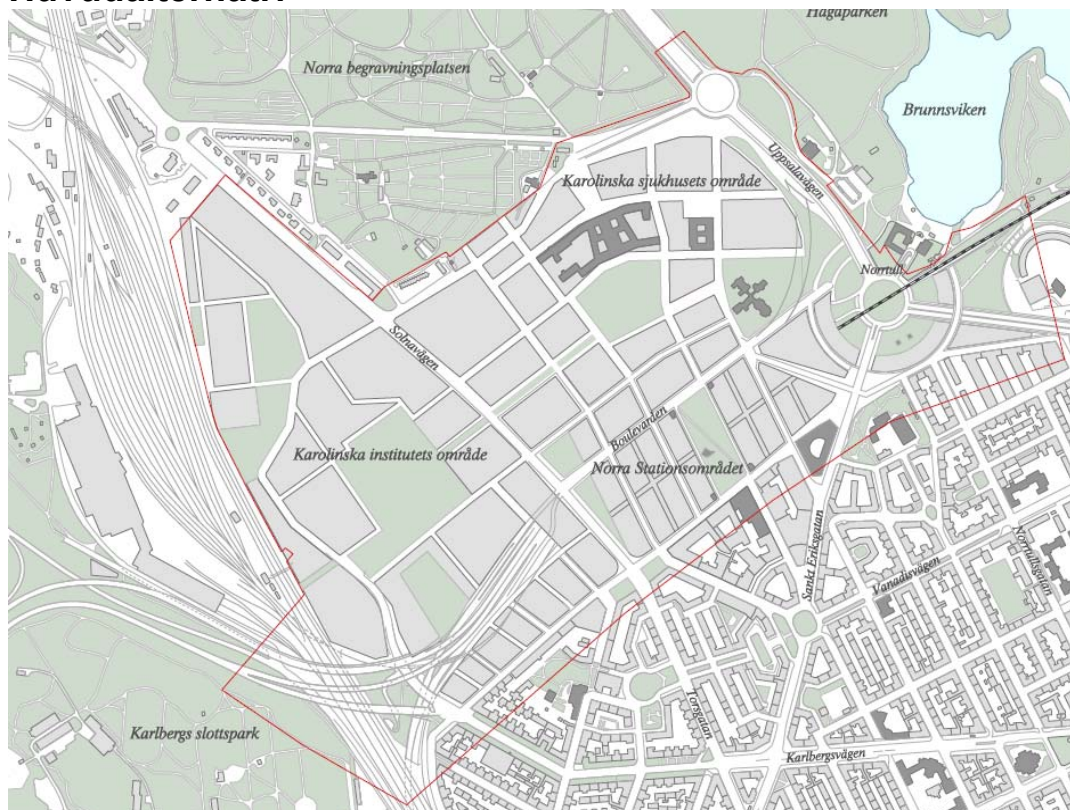 Hagaparken
Norra begravningsplatsen
Brunnsviken
Uppsalavägen
Karolinska sjukhusets område
Norrtull
Solnavägen
Boulevarden
Karolinska institutets område
Norra Stationsområdet
Sankt Eriksgatan
Norrtullsgatan
Vanadisvägen
Torsgatan
Karlbergs slottspark
Karlbergsvägen